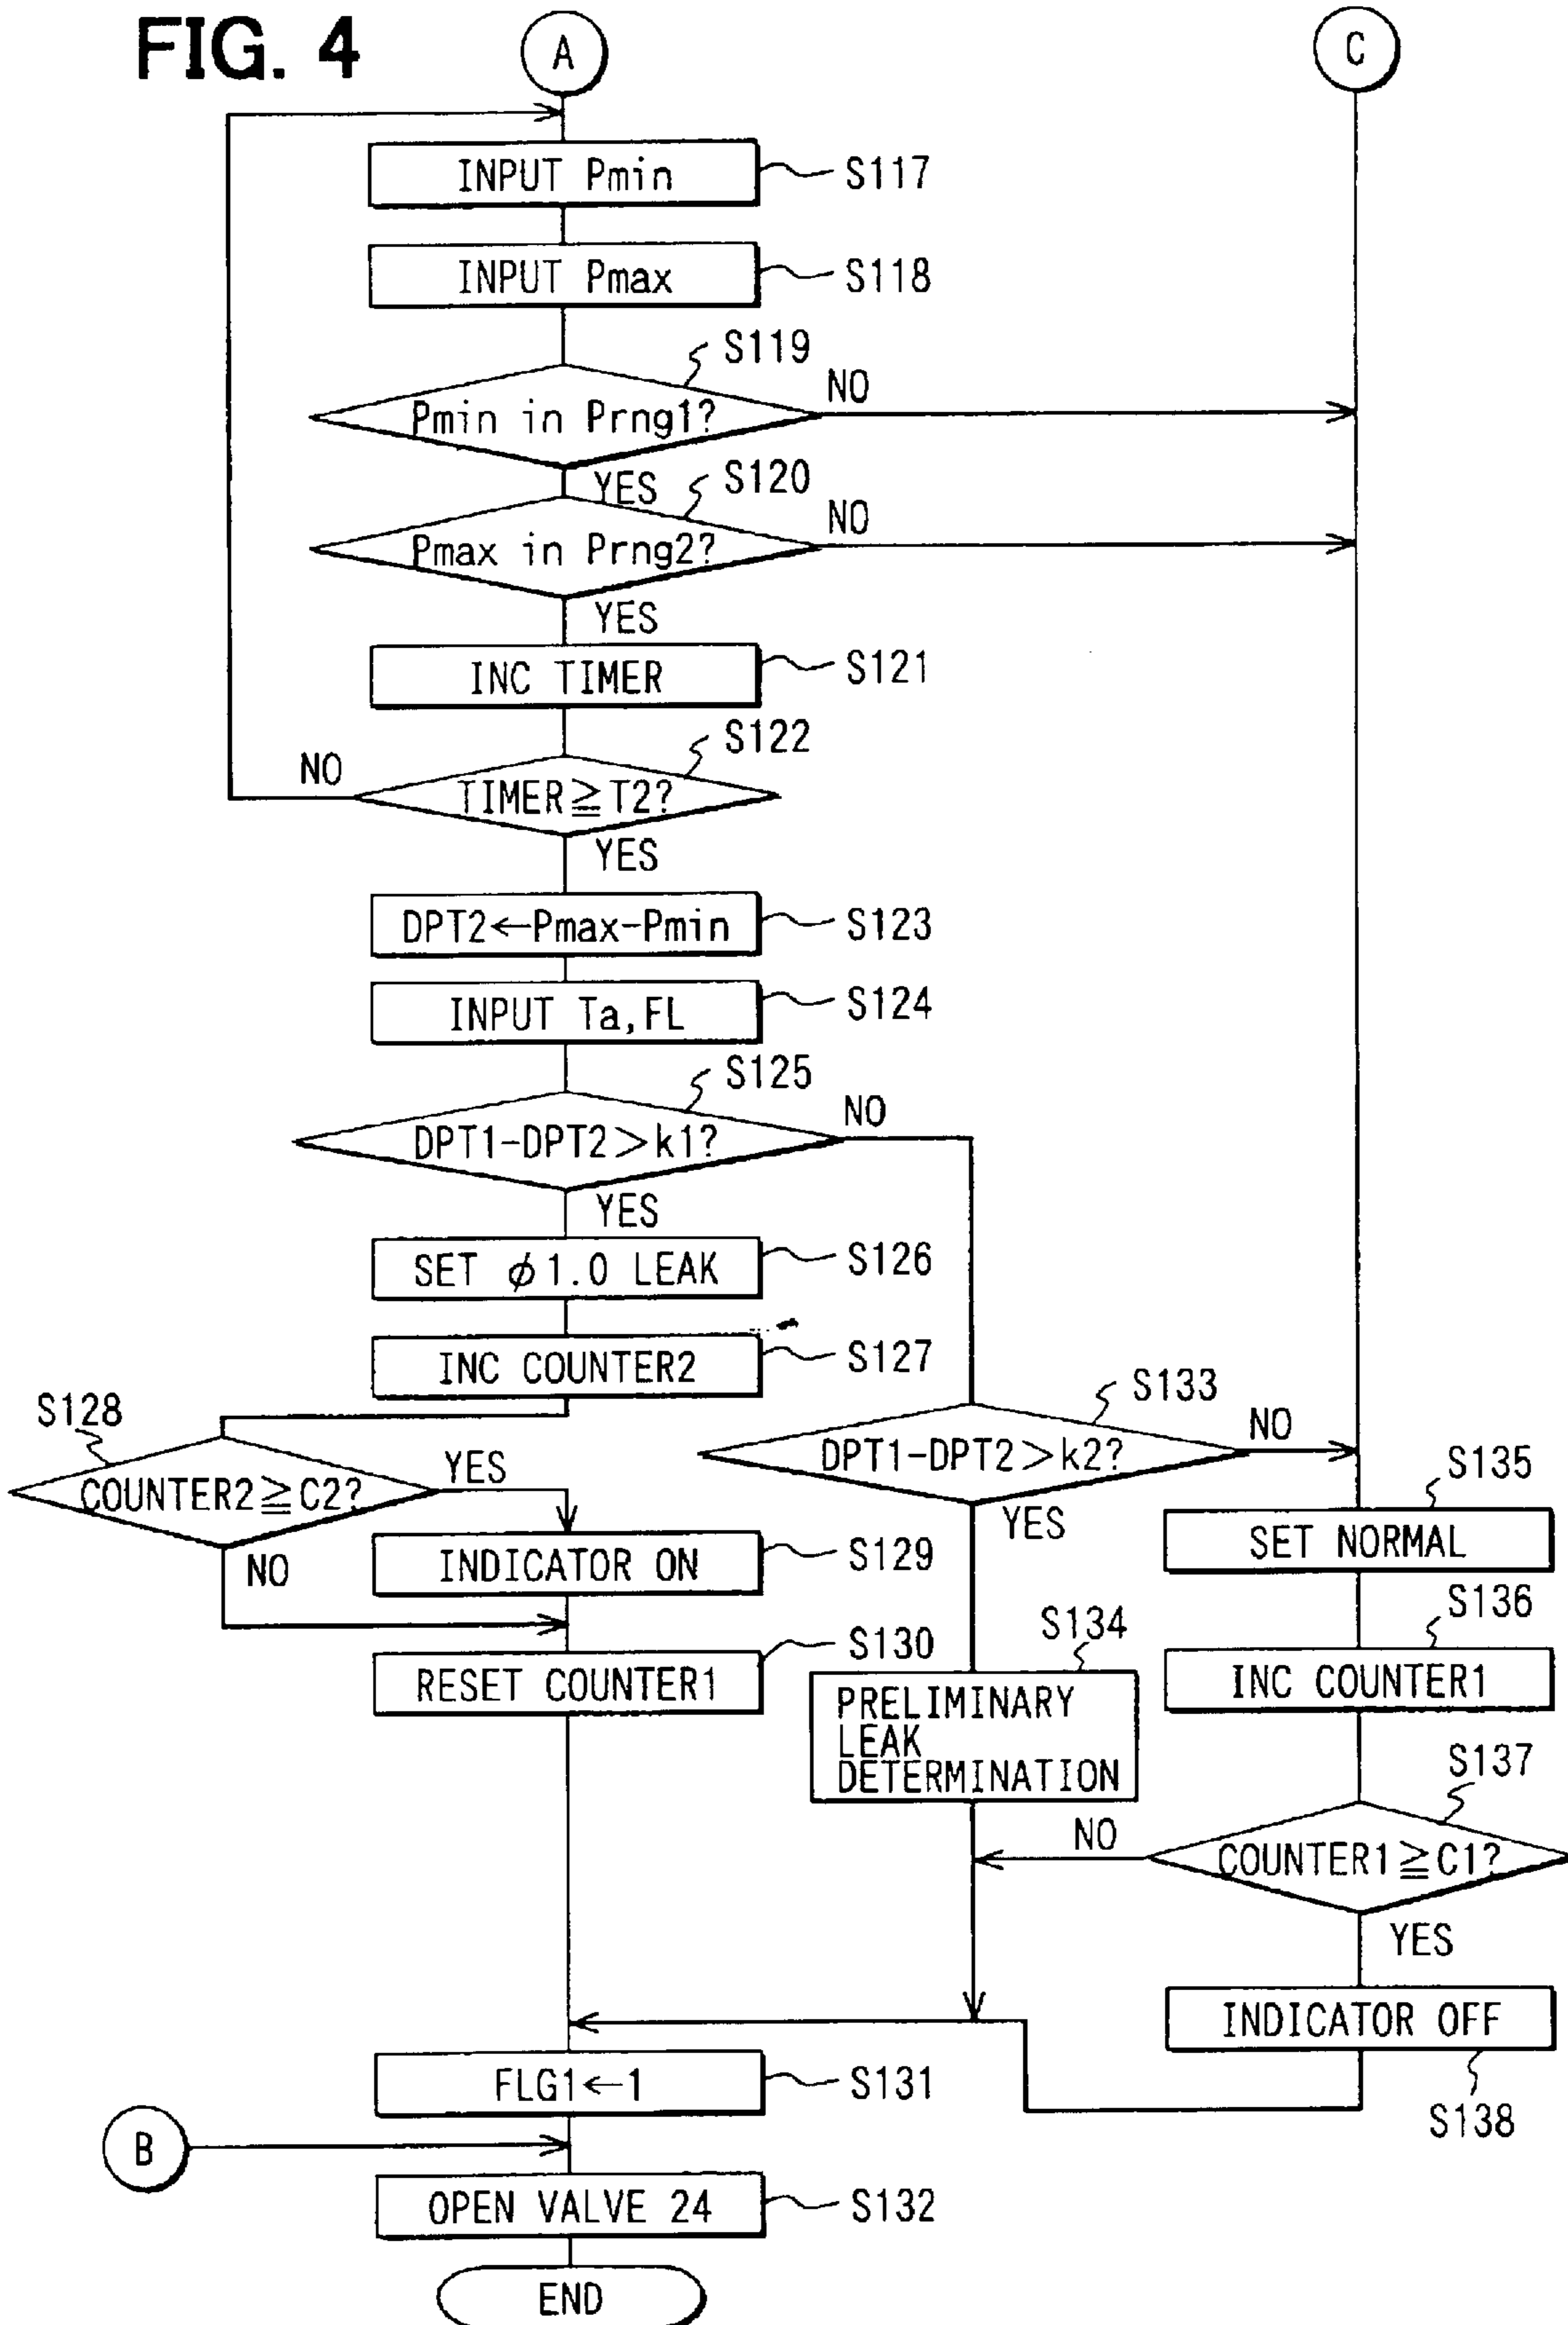 FIG. 4
A
C
INPUT Pmin
S117
INPUT Pmax
S118
S119
Pmin in Prng1?
NO
YES
S120
Pmax in Prng2?
NO
YES
INC TIMER
S121
S122
NO
TIMER≧T2?
YES
DPT2←Pmax-Pmin
S123
INPUT Ta,FL
S124
S125
DPT1-DPT2>k1?
NO
YES
SET ϕ1.0 LEAK
S126
INC COUNTER2
S127
S128
COUNTER2≧C2?
YES
NO
INDICATOR ON
S129
RESET COUNTER1
S130
S133
DPT1-DPT2>k2?
NO
YES
S134
PRELIMINARY
LEAK
DETERMINATION
S135
SET NORMAL
S136
INC COUNTER1
S137
COUNTER1≧C1?
NO
YES
INDICATOR OFF
S138
FLG1←1
S131
B
OPEN VALVE 24
S132
END